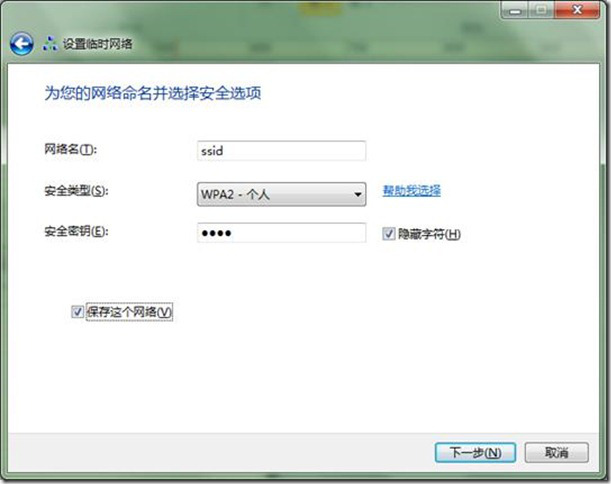 设置临时网络
为您的网络命名并选择安全选项
网络名(T): ssid
安全类型(S): WPA2 - 个人 帮助我选择
安全密钥(E): ●●●● 隐藏字符(H)
保存这个网络(V)
下一步(N) 取消